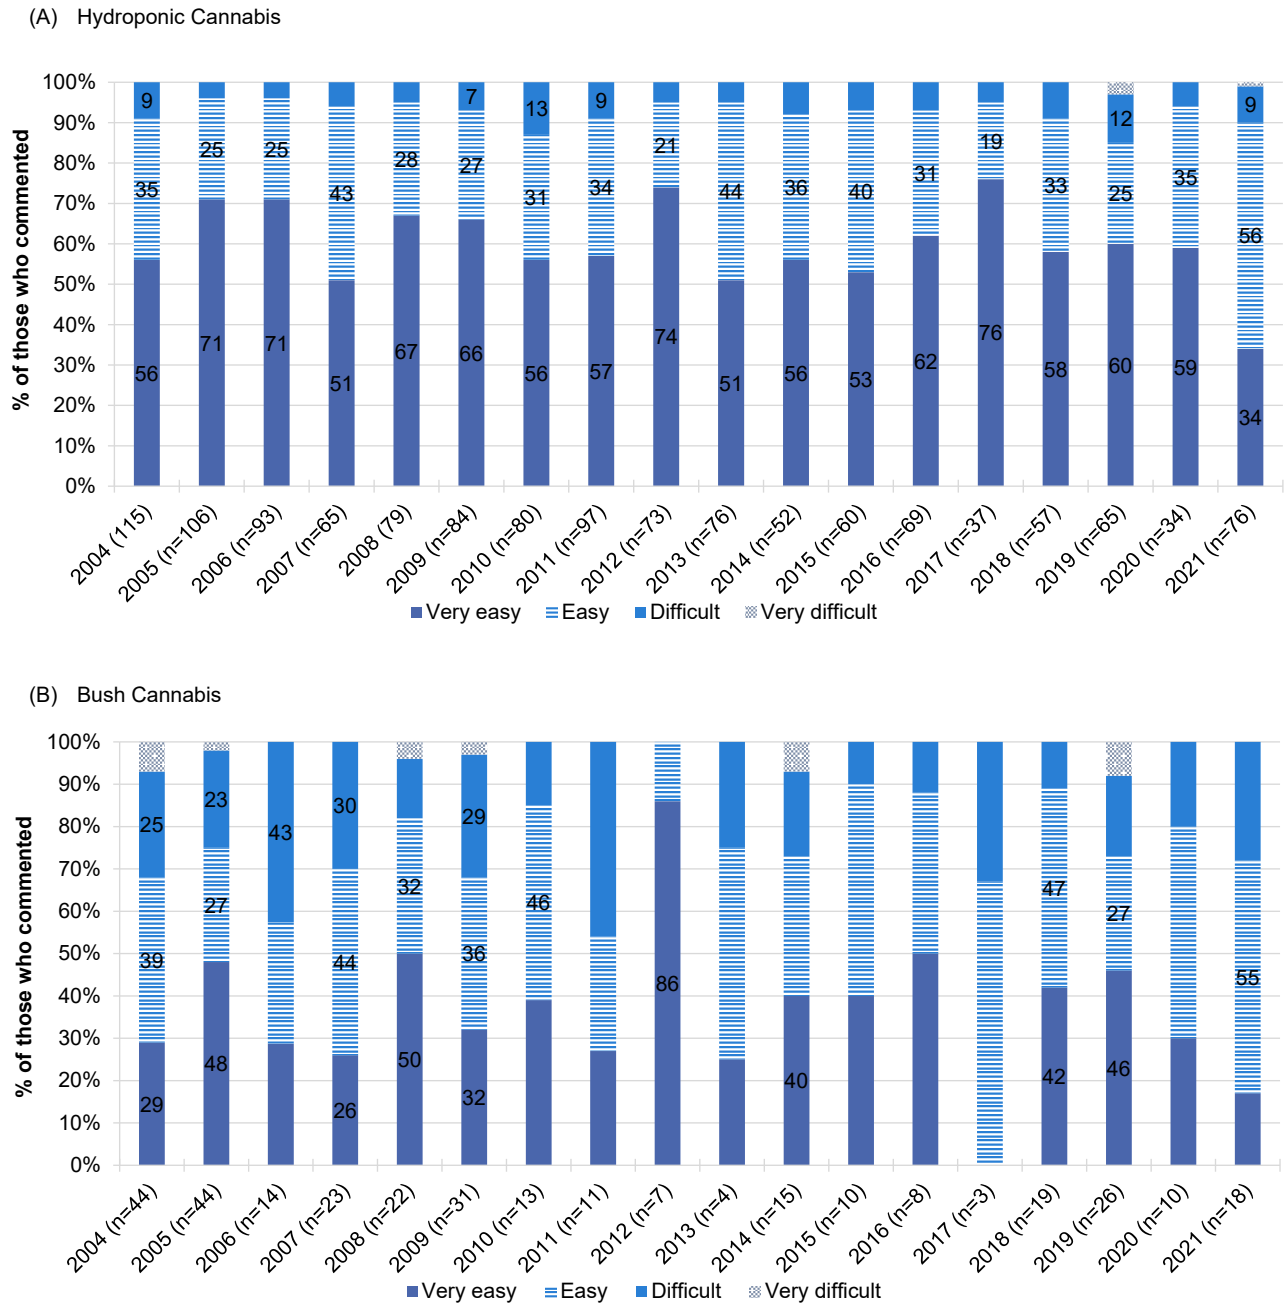 (A) Hydroponic Cannabis
% of those who commented
100%
90%
80%
70%
60%
50%
40%
30%
20%
10%
0%
9 7 13 9 12 9
35 25 25 43 28 27 31 34 21 44 36 40 31 19 33 25 35 56
56 71 71 51 67 66 56 57 74 51 56 53 62 76 58 60 59 34
2004 (115)
2005 (n=106)
2006 (n=93)
2007 (n=65)
2008 (79)
2009 (n=84)
2010 (n=80)
2011 (n=97)
2012 (n=73)
2013 (n=76)
2014 (n=52)
2015 (n=60)
2016 (n=69)
2017 (n=37)
2018 (n=57)
2019 (n=65)
2020 (n=34)
2021 (n=76)
Very easy Easy Difficult Very difficult
(B) Bush Cannabis
% of those who commented
100%
90%
80%
70%
60%
50%
40%
30%
20%
10%
0%
25 23 43 30 29
39 27 44 32 36 46 47 27 55
29 48 26 50 32 86 40 42 46
2004 (n=44)
2005 (n=44)
2006 (n=14)
2007 (n=23)
2008 (n=22)
2009 (n=31)
2010 (n=13)
2011 (n=11)
2012 (n=7)
2013 (n=4)
2014 (n=15)
2015 (n=10)
2016 (n=8)
2017 (n=3)
2018 (n=19)
2019 (n=26)
2020 (n=10)
2021 (n=18)
Very easy Easy Difficult Very difficult